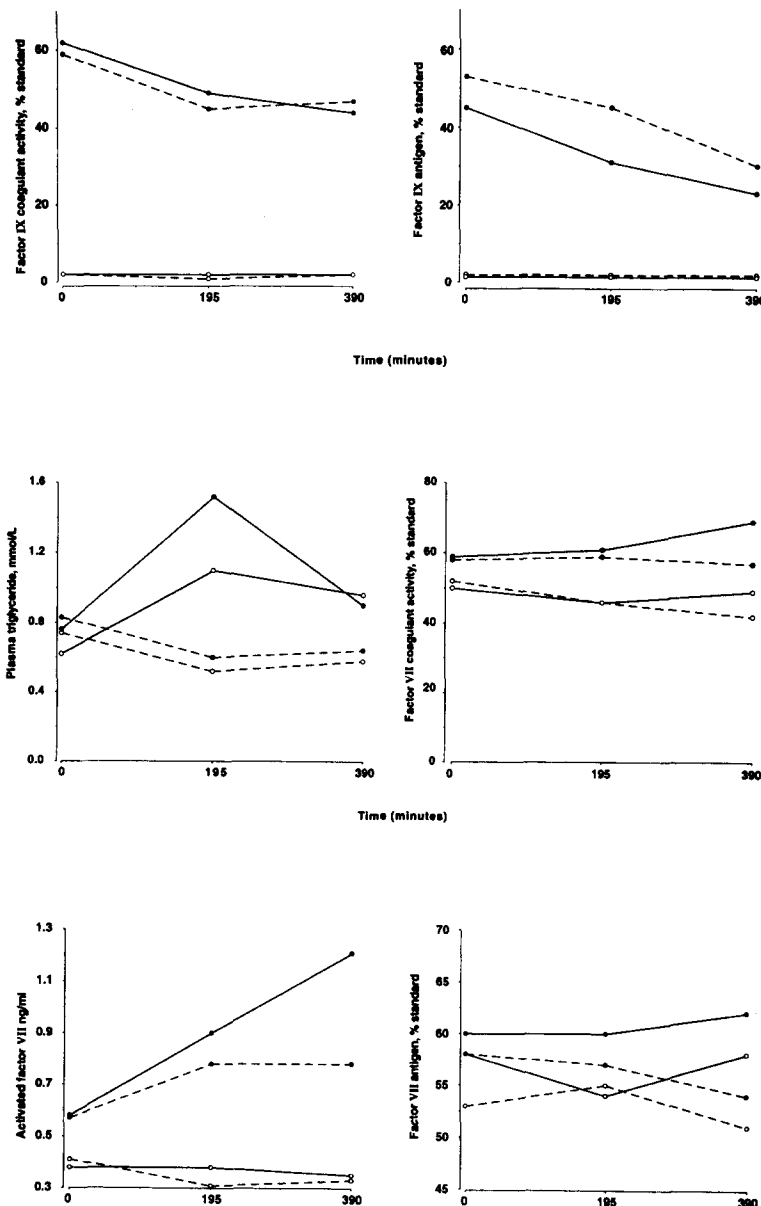 Factor IX coagulant activity, % standard
60
40
20
0
0 195 390
Factor IX antigen, % standard
60
40
20
0
0 195 390
Time (minutes)
Plasma triglyceride, mmol/L
1.6
1.2
0.8
0.4
0.0
0 195 390
Factor VII coagulant activity, % standard
80
60
40
20
0
0 195 390
Time (minutes)
Activated factor VII ng/ml
1.3
1.1
0.9
0.7
0.5
0.3
0 195 390
Factor VII antigen, % standard
70
65
60
55
50
45
0 195 390